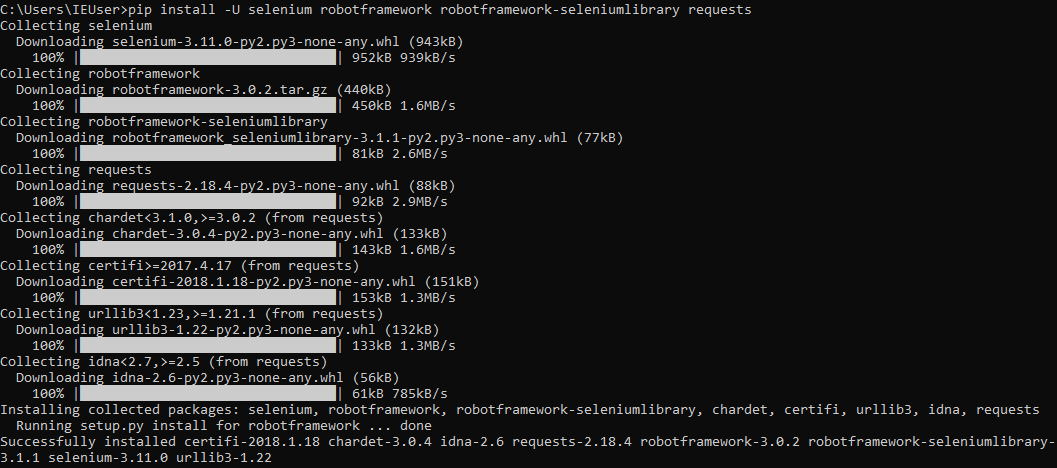 C:\Users\IEUser>pip install -U selenium robotframework robotframework-seleniumlibrary requests
Collecting selenium
  Downloading selenium-3.11.0-py2.py3-none-any.whl (943kB)
    100% |████████████████████████████████| 952kB 939kB/s
Collecting robotframework
  Downloading robotframework-3.0.2.tar.gz (440kB)
    100% |████████████████████████████████| 450kB 1.6MB/s
Collecting robotframework-seleniumlibrary
  Downloading robotframework_seleniumlibrary-3.1.1-py2.py3-none-any.whl (77kB)
    100% |████████████████████████████████| 81kB 2.6MB/s
Collecting requests
  Downloading requests-2.18.4-py2.py3-none-any.whl (88kB)
    100% |████████████████████████████████| 92kB 2.9MB/s
Collecting chardet<3.1.0,>=3.0.2 (from requests)
  Downloading chardet-3.0.4-py2.py3-none-any.whl (133kB)
    100% |████████████████████████████████| 143kB 1.6MB/s
Collecting certifi>=2017.4.17 (from requests)
  Downloading certifi-2018.1.18-py2.py3-none-any.whl (151kB)
    100% |████████████████████████████████| 153kB 1.3MB/s
Collecting urllib3<1.23,>=1.21.1 (from requests)
  Downloading urllib3-1.22-py2.py3-none-any.whl (132kB)
    100% |████████████████████████████████| 133kB 1.3MB/s
Collecting idna<2.7,>=2.5 (from requests)
  Downloading idna-2.6-py2.py3-none-any.whl (56kB)
    100% |████████████████████████████████| 61kB 785kB/s
Installing collected packages: selenium, robotframework, robotframework-seleniumlibrary, chardet, certifi, urllib3, idna, requests
  Running setup.py install for robotframework ... done
Successfully installed certifi-2018.1.18 chardet-3.0.4 idna-2.6 requests-2.18.4 robotframework-3.0.2 robotframework-seleniumlibrary-
3.1.1 selenium-3.11.0 urllib3-1.22